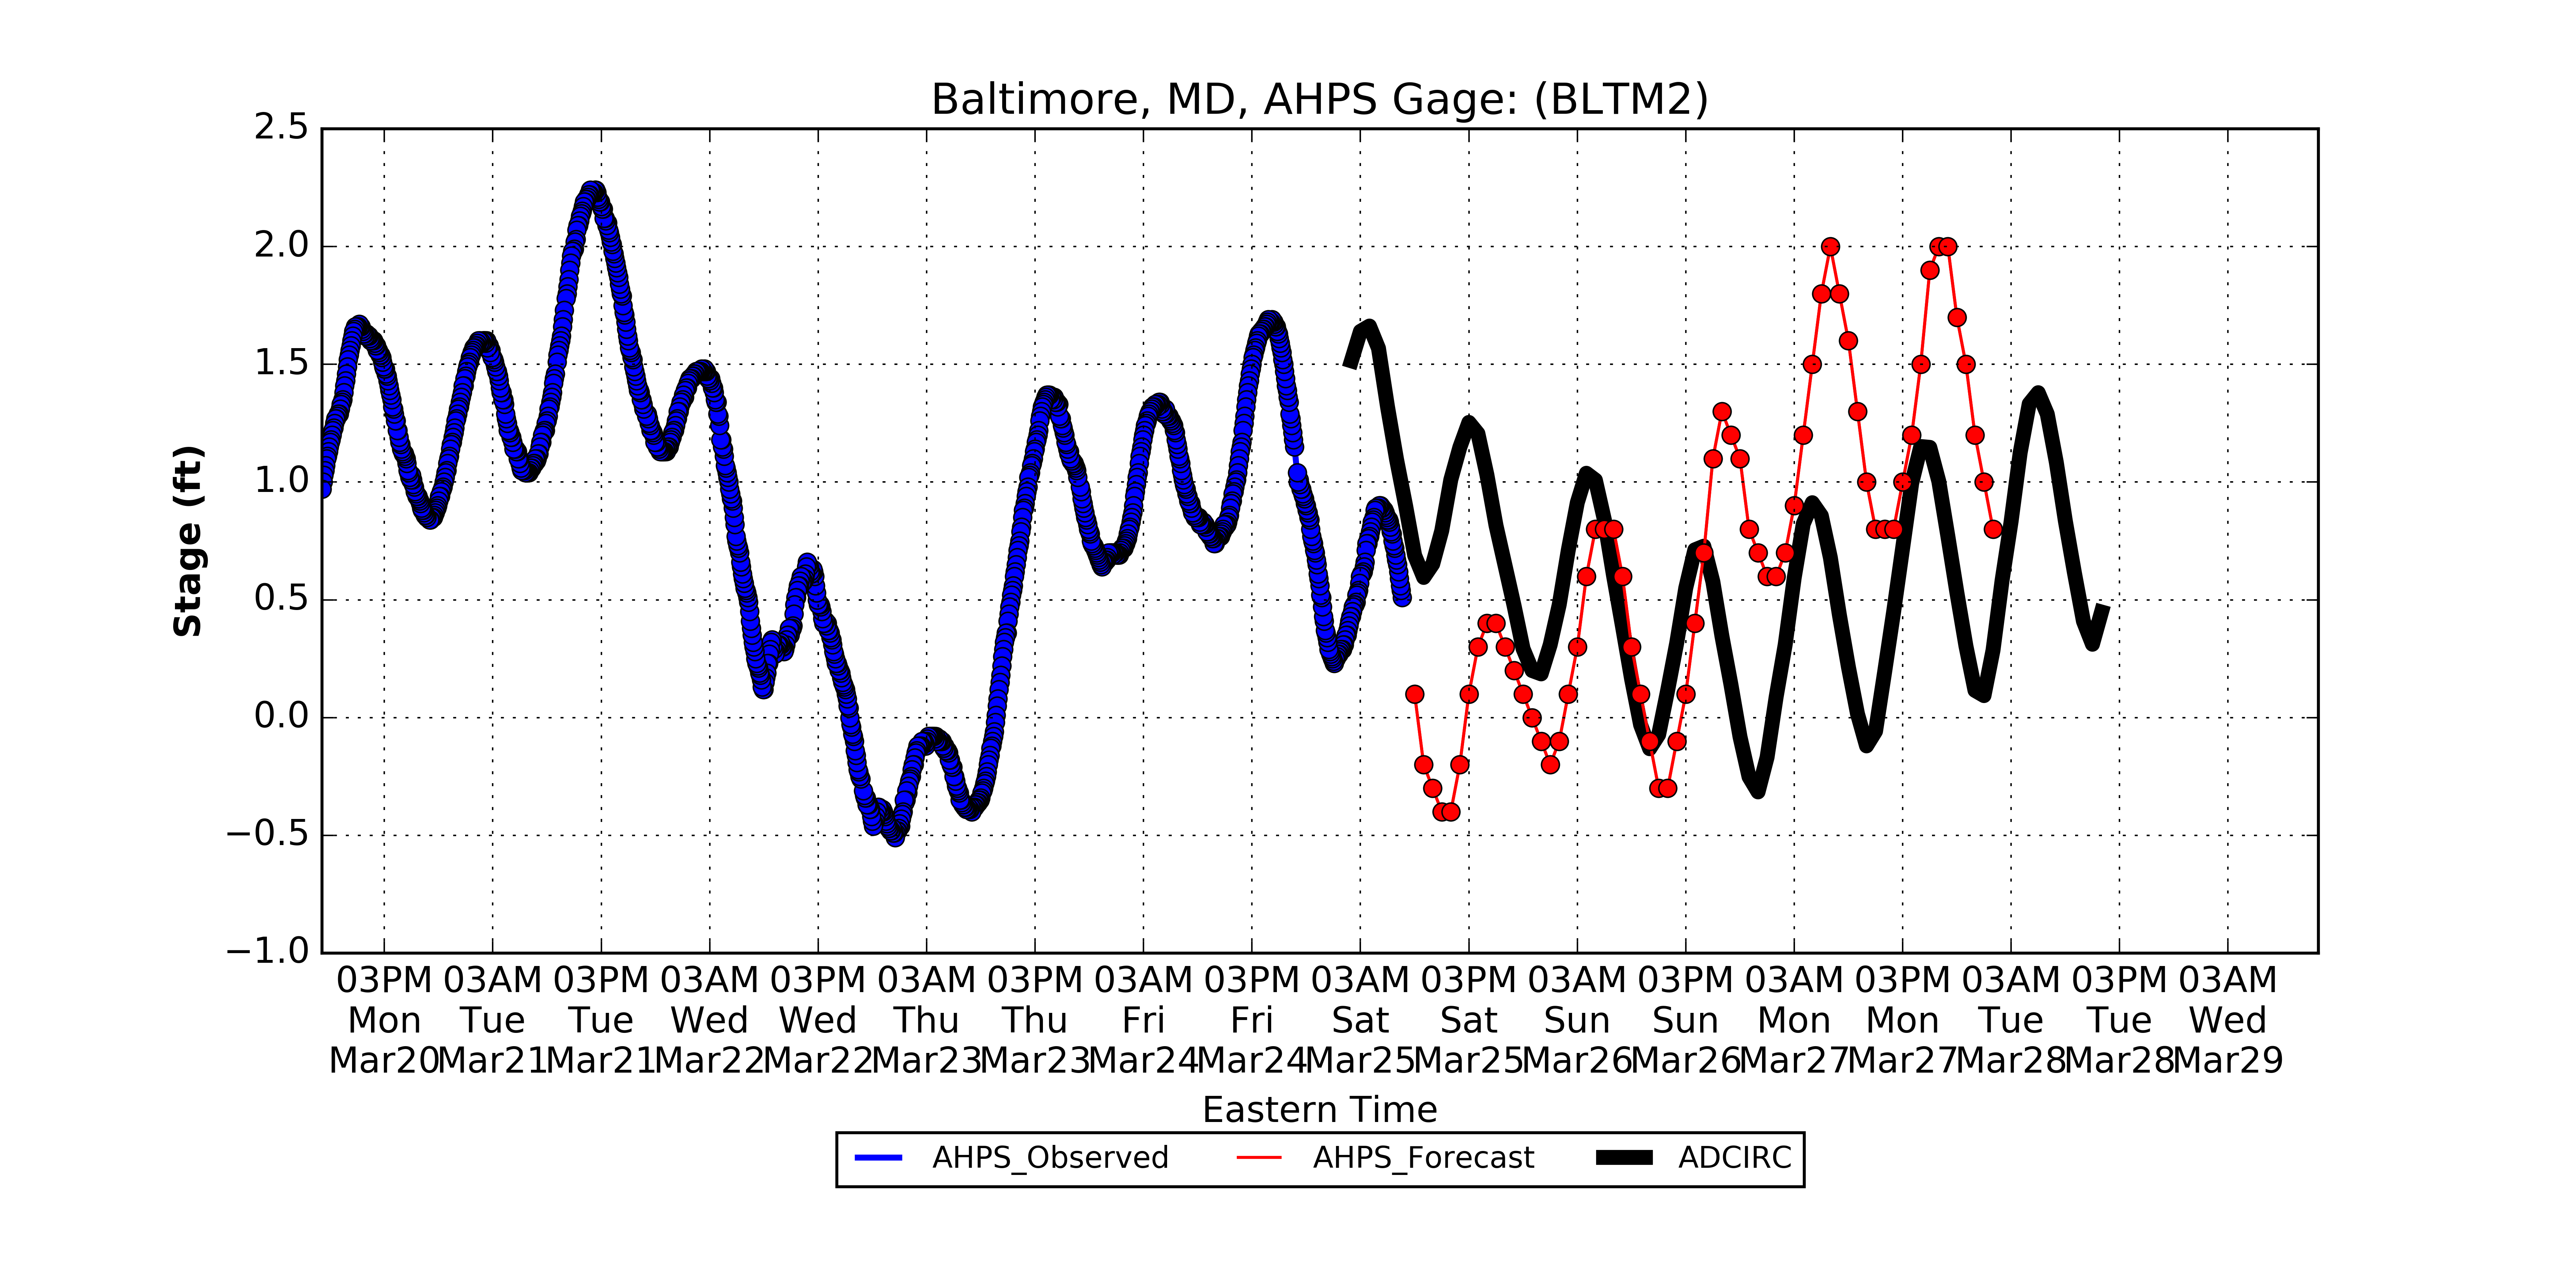 Baltimore, MD, AHPS Gage: (BLTM2)
2.5
2.0
1.5
1.0
0.5
0.0
−0.5
−1.0
Stage (ft)
03PM 03AM 03PM 03AM 03PM 03AM 03PM 03AM 03PM 03AM 03PM 03AM 03PM 03AM 03PM 03AM 03PM 03AM
Mon Tue Tue Wed Wed Thu Thu Fri Fri Sat Sat Sun Sun Mon Mon Tue Tue Wed
Mar20 Mar21 Mar21 Mar22 Mar22 Mar23 Mar23 Mar24 Mar24 Mar25 Mar25 Mar26 Mar26 Mar27 Mar27 Mar28 Mar28 Mar29
Eastern Time
AHPS_Observed AHPS_Forecast ADCIRC